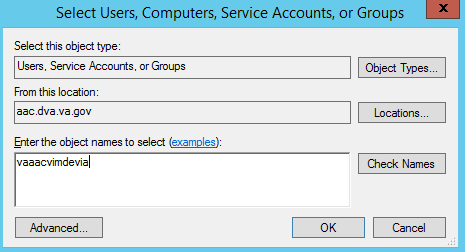 Select Users, Computers, Service Accounts, or Groups
x
Select this object type:
Users, Service Accounts, or Groups
Object Types...
From this location:
aac.dva.va.gov
Locations...
Enter the object names to select (examples):
vaaacvimdevia
Check Names
Advanced...
OK
Cancel